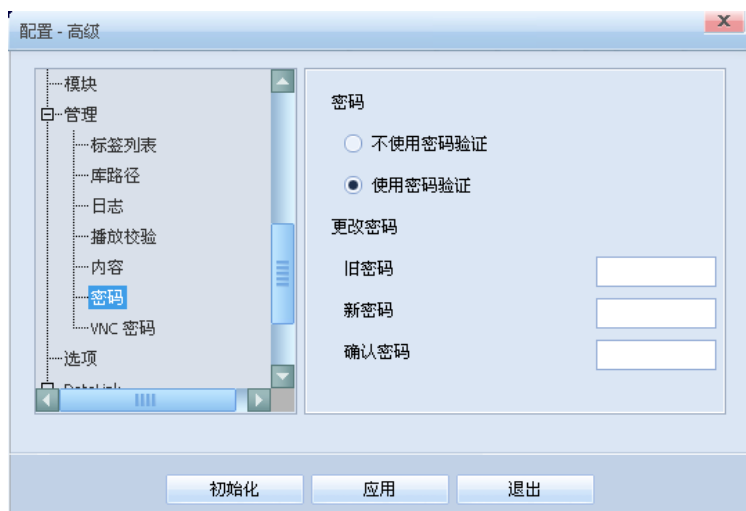 配置 - 高级
X
模块
管理
标签列表
库路径
日志
播放校验
内容
密码
VNC 密码
选项
DataLink
密码
不使用密码验证
使用密码验证
更改密码
旧密码
新密码
确认密码
初始化
应用
退出